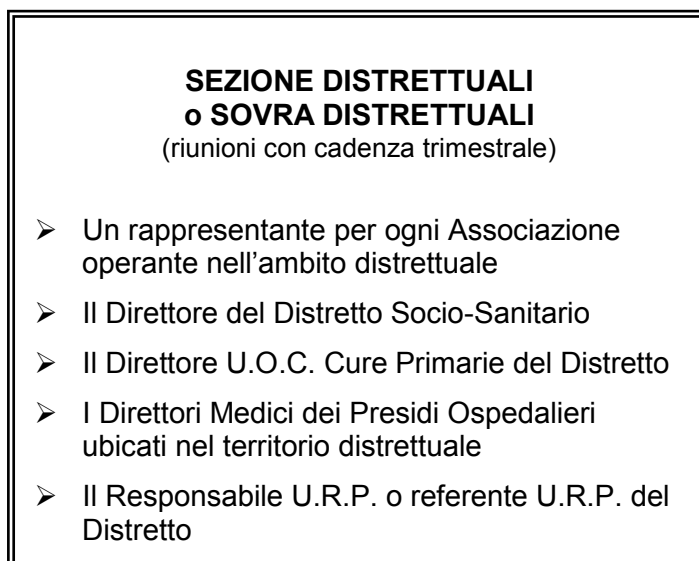 SEZIONE DISTRETTUALI
o SOVRA DISTRETTUALI
(riunioni con cadenza trimestrale)
➢ Un rappresentante per ogni Associazione
operante nell’ambito distrettuale
➢ Il Direttore del Distretto Socio-Sanitario
➢ Il Direttore U.O.C. Cure Primarie del Distretto
➢ I Direttori Medici dei Presidi Ospedalieri
ubicati nel territorio distrettuale
➢ Il Responsabile U.R.P. o referente U.R.P. del
Distretto